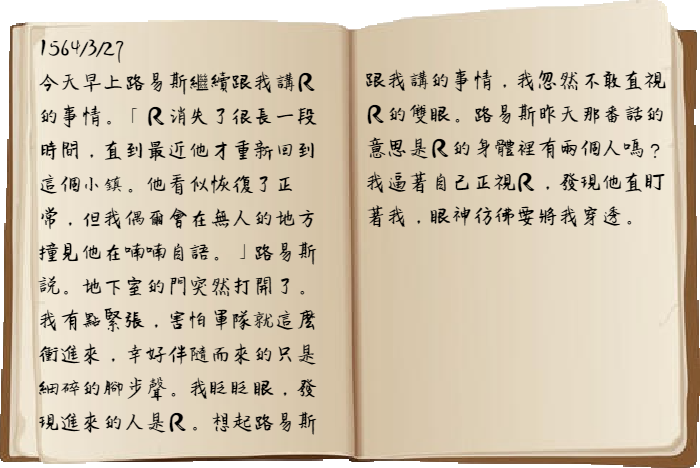 1564/3/27
今天早上路易斯繼續跟我講R
的事情。「R消失了很長一段
時間，直到最近他才重新回到
這個小鎮。他看似恢復了正
常，但我偶爾會在無人的地方
撞見他在喃喃自語。」路易斯
說。地下室的門突然打開了。
我有點緊張，害怕軍隊就這麼
衝進來，幸好伴隨而來的只是
細碎的腳步聲。我眨眨眼，發
現進來的人是R。想起路易斯
跟我講的事情，我忽然不敢直視
R的雙眼。路易斯昨天那番話的
意思是R的身體裡有兩個人嗎？
我逼著自己正視R，發現他直盯
著我，眼神彷彿要將我穿透。